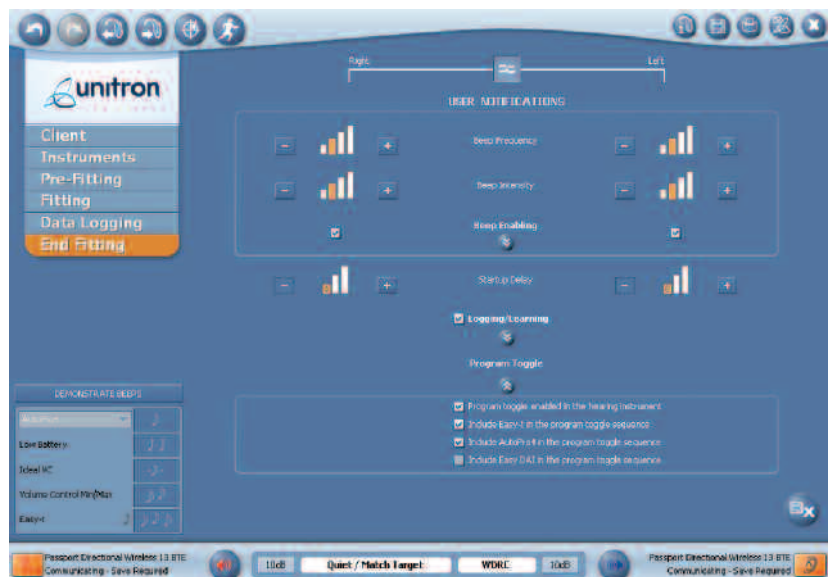 Right
Left
unitron
USER NOTIFICATIONS
Client
Instruments
Pre-Fitting
Fitting
Data Logging
End Fitting
Beep Frequency
Beep Intensity
Beep Enabling
Startup Delay
Logging/Learning
Program Toggle
Program toggle enabled in the hearing instrument
Include Easy-t in the program toggle sequence
Include AutoPro4 in the program toggle sequence
Include Easy DAI in the program toggle sequence
DEMONSTRATE BEEPS
Low Battery
Ideal VC
Volume Control Min/Max
Easy-t
Passport Directional Wireless 13 BTE
Communicating - Save Required
10dB
Quiet / Match Target
WDRC
10dB
Passport Directional Wireless 13 BTE
Communicating - Save Required